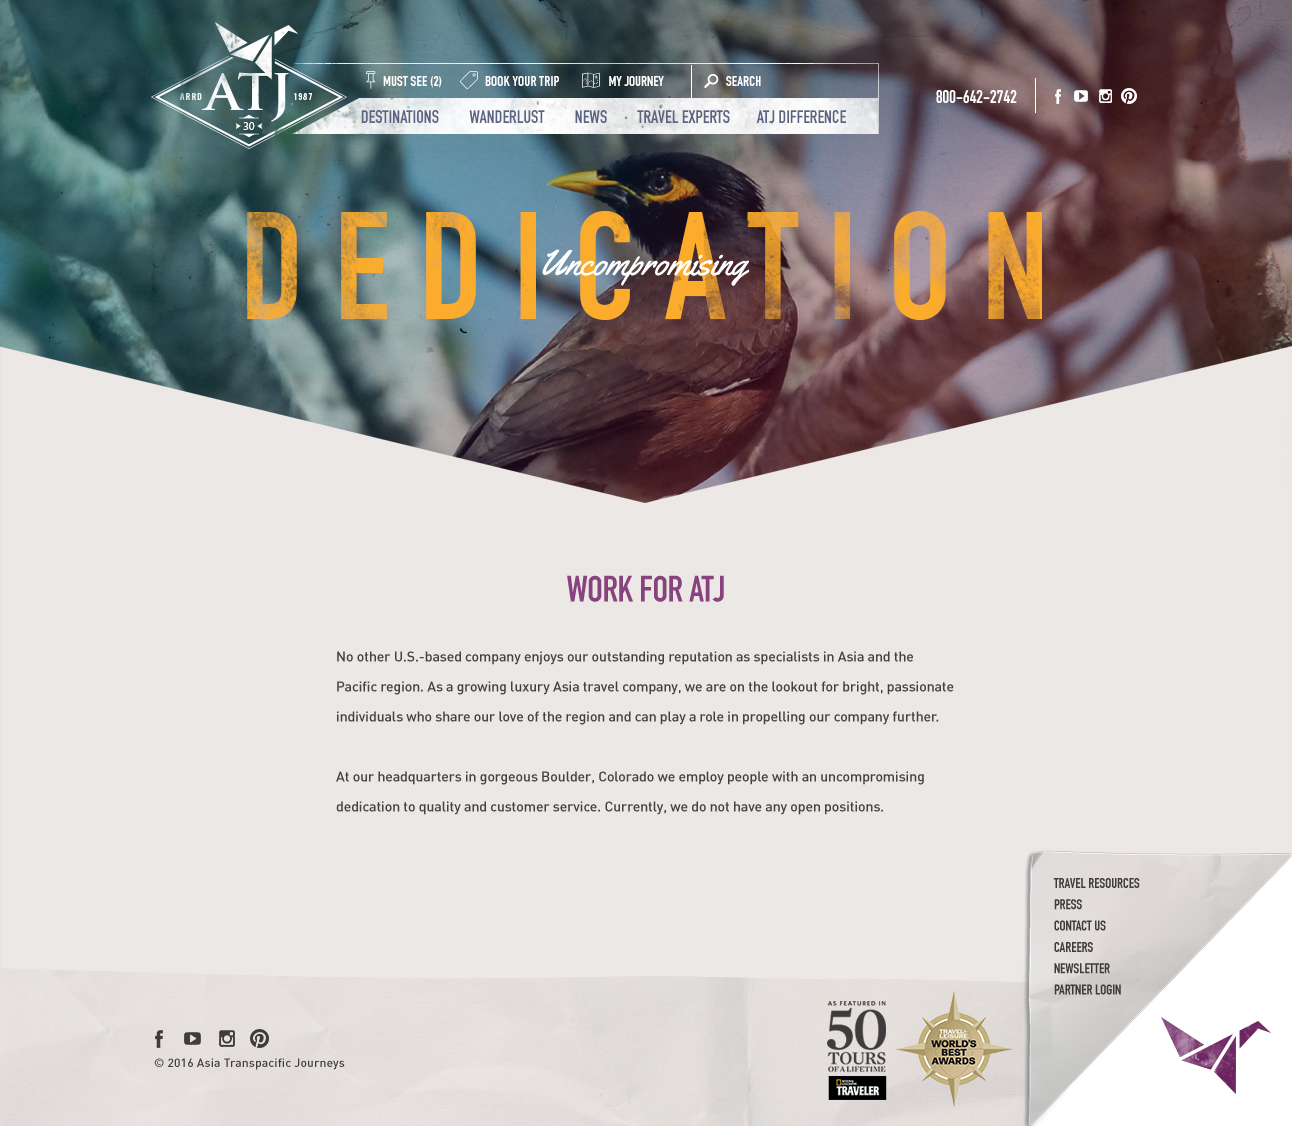 ARRD
ATJ
1987
30
MUST SEE (2)
BOOK YOUR TRIP
MY JOURNEY
SEARCH
800-642-2742
DESTINATIONS
WANDERLUST
NEWS
TRAVEL EXPERTS
ATJ DIFFERENCE
DEDICATION
Uncompromising
WORK FOR ATJ
No other U.S.-based company enjoys our outstanding reputation as specialists in Asia and the
Pacific region. As a growing luxury Asia travel company, we are on the lookout for bright, passionate
individuals who share our love of the region and can play a role in propelling our company further.
At our headquarters in gorgeous Boulder, Colorado we employ people with an uncompromising
dedication to quality and customer service. Currently, we do not have any open positions.
TRAVEL RESOURCES
PRESS
CONTACT US
CAREERS
NEWSLETTER
PARTNER LOGIN
© 2016 Asia Transpacific Journeys
AS FEATURED IN
50
TOURS
OF A LIFETIME
NATIONAL
GEOGRAPHIC
TRAVELER
TRAVEL+
LEISURE
WORLD'S
BEST
AWARDS